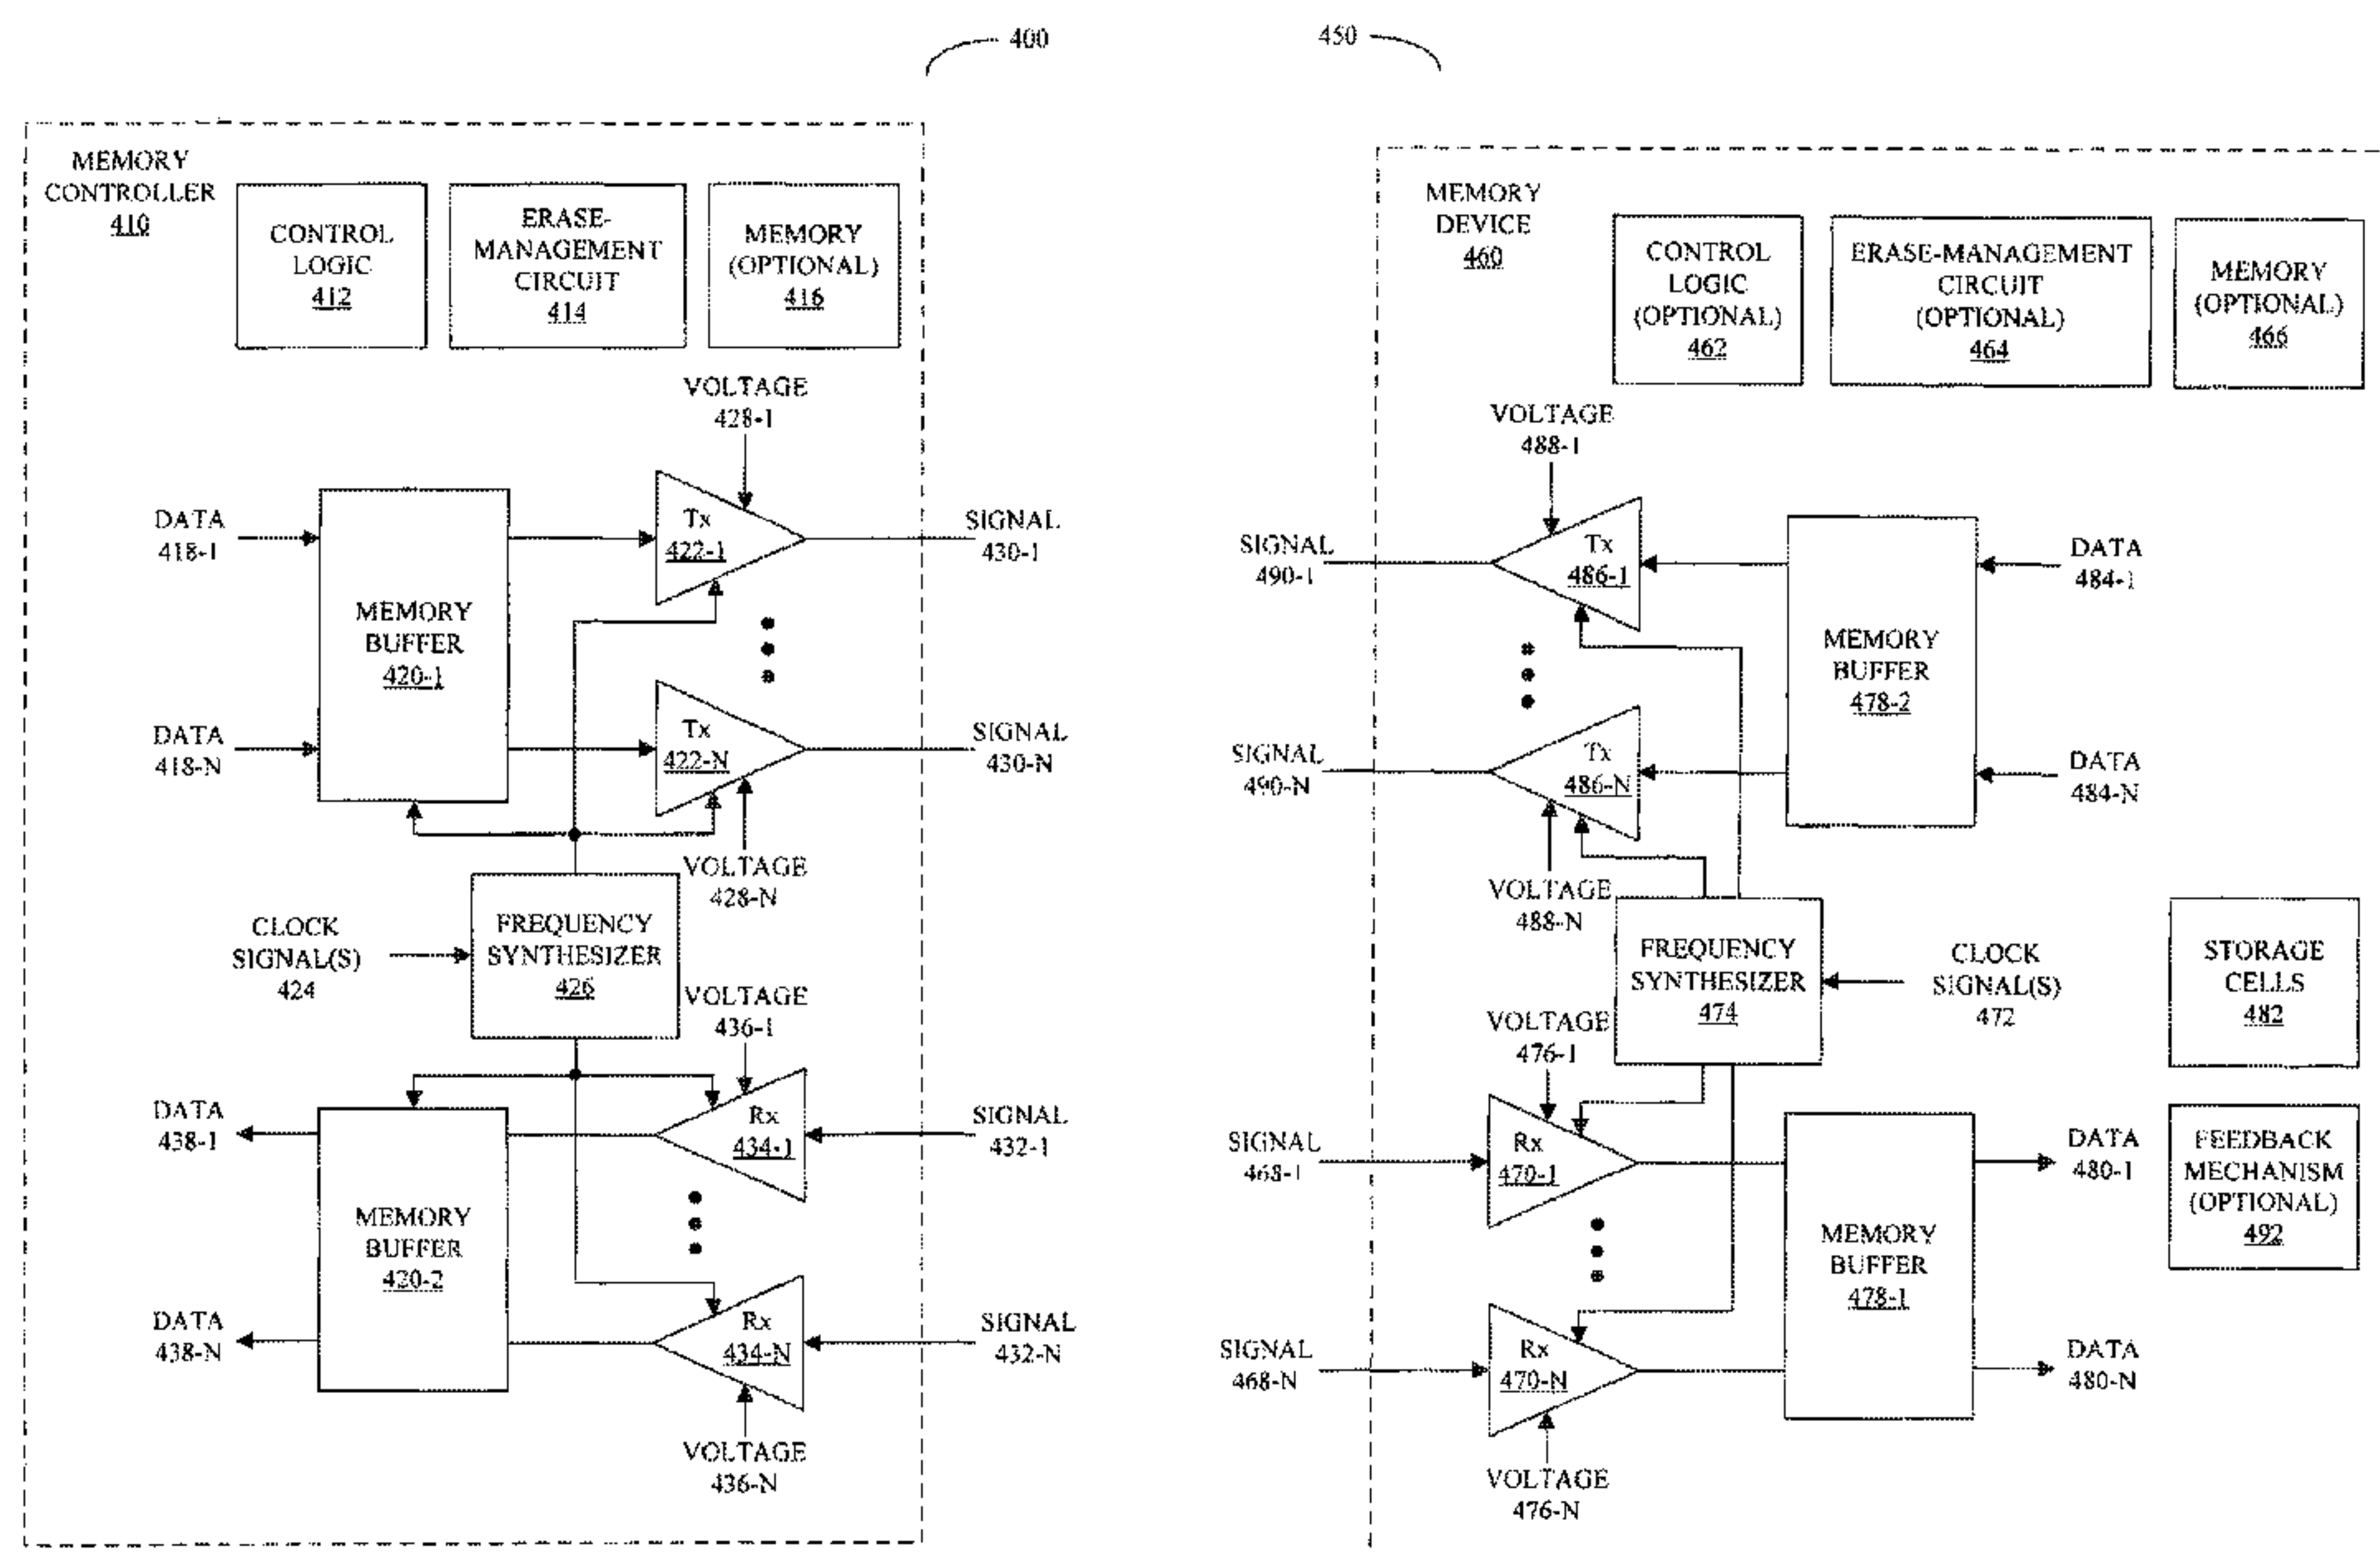 400
450
MEMORY
CONTROLLER
410
CONTROL
LOGIC
412
ERASE-
MANAGEMENT
CIRCUIT
414
MEMORY
(OPTIONAL)
416
VOLTAGE
428-1
DATA
418-1
MEMORY
BUFFER
420-1
Tx
422-1
SIGNAL
430-1
DATA
418-N
Tx
422-N
SIGNAL
430-N
VOLTAGE
428-N
CLOCK
SIGNAL(S)
424
FREQUENCY
SYNTHESIZER
426
VOLTAGE
436-1
DATA
438-1
MEMORY
BUFFER
420-2
Rx
434-1
SIGNAL
432-1
DATA
438-N
Rx
434-N
SIGNAL
432-N
VOLTAGE
436-N
MEMORY
DEVICE
460
CONTROL
LOGIC
(OPTIONAL)
462
ERASE-MANAGEMENT
CIRCUIT
(OPTIONAL)
464
MEMORY
(OPTIONAL)
466
VOLTAGE
488-1
SIGNAL
490-1
Tx
486-1
MEMORY
BUFFER
478-2
DATA
484-1
SIGNAL
490-N
Tx
486-N
DATA
484-N
VOLTAGE
488-N
FREQUENCY
SYNTHESIZER
474
CLOCK
SIGNAL(S)
472
STORAGE
CELLS
482
VOLTAGE
476-1
SIGNAL
468-1
Rx
470-1
MEMORY
BUFFER
478-1
DATA
480-1
FEEDBACK
MECHANISM
(OPTIONAL)
492
SIGNAL
468-N
Rx
470-N
DATA
480-N
VOLTAGE
476-N